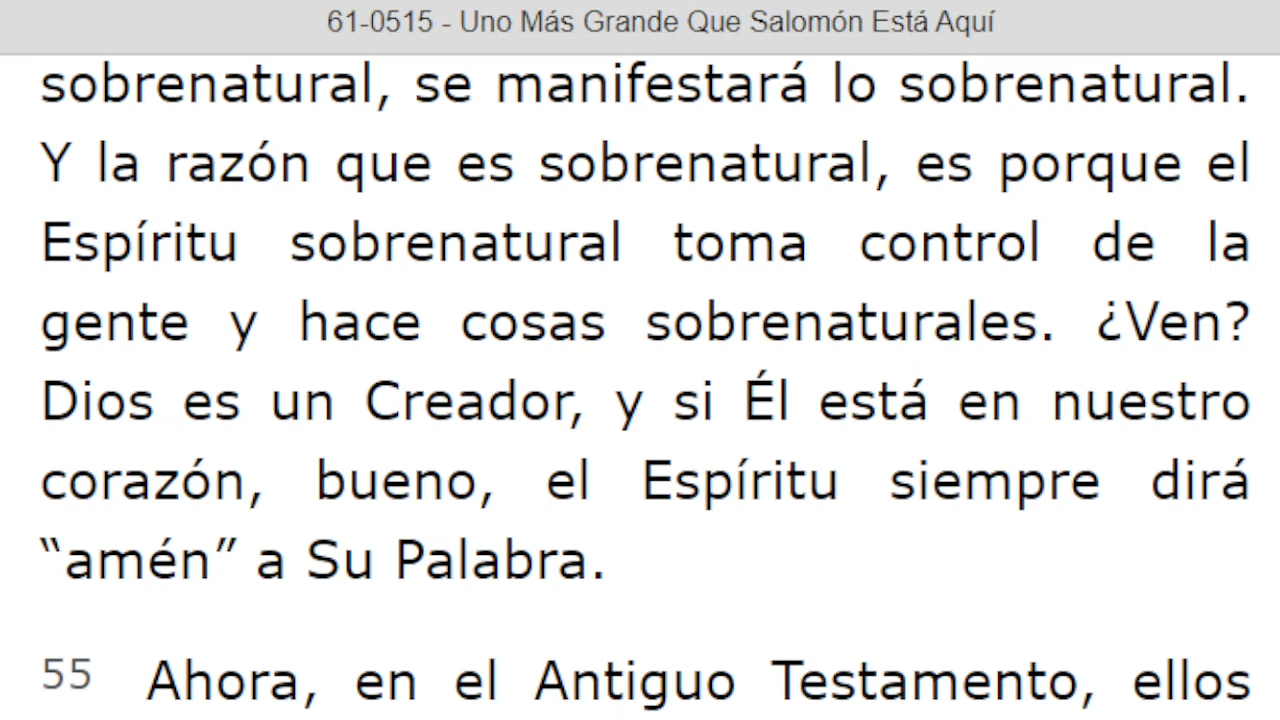 61-0515 - Uno Más Grande Que Salomón Está Aquí
sobrenatural, se manifestará lo sobrenatural.
Y la razón que es sobrenatural, es porque el
Espíritu sobrenatural toma control de la
gente y hace cosas sobrenaturales. ¿Ven?
Dios es un Creador, y si Él está en nuestro
corazón, bueno, el Espíritu siempre dirá
“amén” a Su Palabra.
55 Ahora, en el Antiguo Testamento, ellos